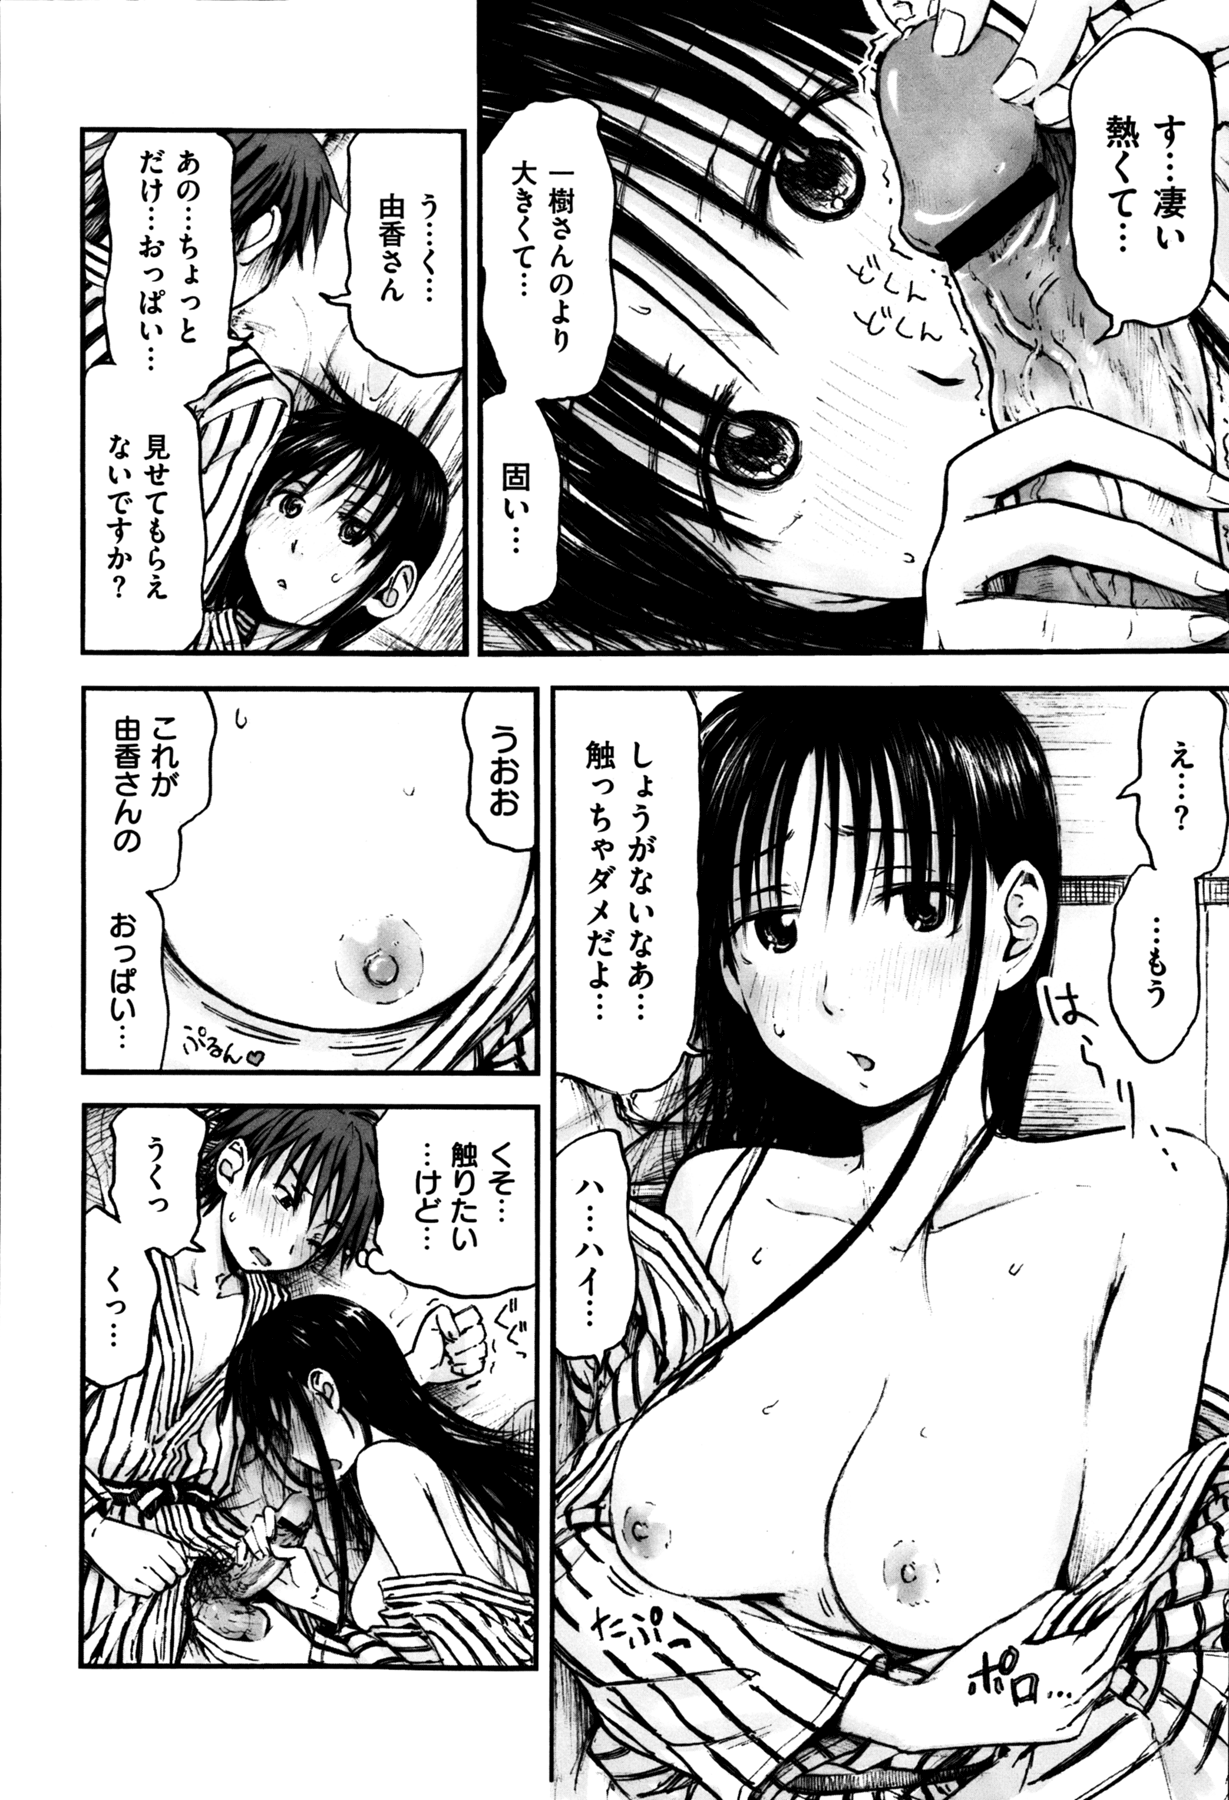 す…凄い
熱くて…
どくん
どくん
一樹さんのより
大きくて…
固い…
う…く…
由香さん
あの…ちょっと
だけ…おっぱい…
見せてもらえ
ないですか？
え…？
…もう
しょうがないなあ…
触っちゃダメだよ…
はらり…
ハ…ハイ…
たぷっ
ポロ…
うおお
これが
由香さんの
おっぱい…
ぷるん♥
くそ…
触りたい
…けど…
ぐぐっ
うくっ
くっ…